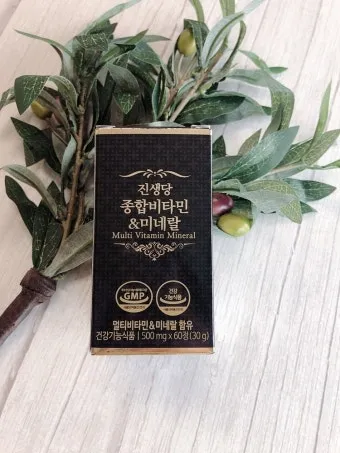 진생당
종합비타민
&미네랄
Multi Vitamin Mineral
GMP
건강
기능식품
멀티비타민&미네랄 함유
건강기능식품 | 500 mg x 60정(30 g)